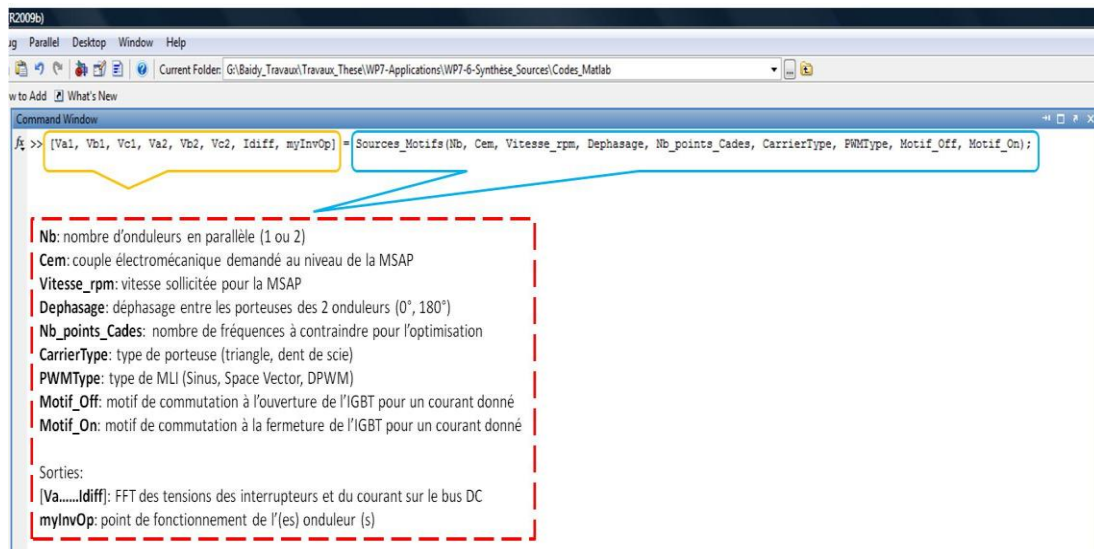 R2009b)
ug Parallel Desktop Window Help
Current Folder: G:\Baidy_Travaux\Travaux_These\WP7-Applications\WP7-6-Synthèse_Sources\Codes_Matlab
w to Add What's New
Command Window
fx >> [Va1, Vb1, Vc1, Va2, Vb2, Vc2, Idiff, myInvOp] = Sources_Motifs(Nb, Cem, Vitesse_rpm, Dephasage, Nb_points_Cades, CarrierType, PWMType, Motif_Off, Motif_On);
Nb: nombre d'onduleurs en parallèle (1 ou 2)
Cem: couple électromécanique demandé au niveau de la MSAP
Vitesse_rpm: vitesse sollicitée pour la MSAP
Dephasage: déphasage entre les porteuses des 2 onduleurs (0°, 180°)
Nb_points_Cades: nombre de fréquences à contraindre pour l'optimisation
CarrierType: type de porteuse (triangle, dent de scie)
PWMType: type de MLI (Sinus, Space Vector, DPWM)
Motif_Off: motif de commutation à l'ouverture de l'IGBT pour un courant donné
Motif_On: motif de commutation à la fermeture de l'IGBT pour un courant donné
Sorties:
[Va......Idiff]: FFT des tensions des interrupteurs et du courant sur le bus DC
myInvOp: point de fonctionnement de l'(es) onduleur (s)